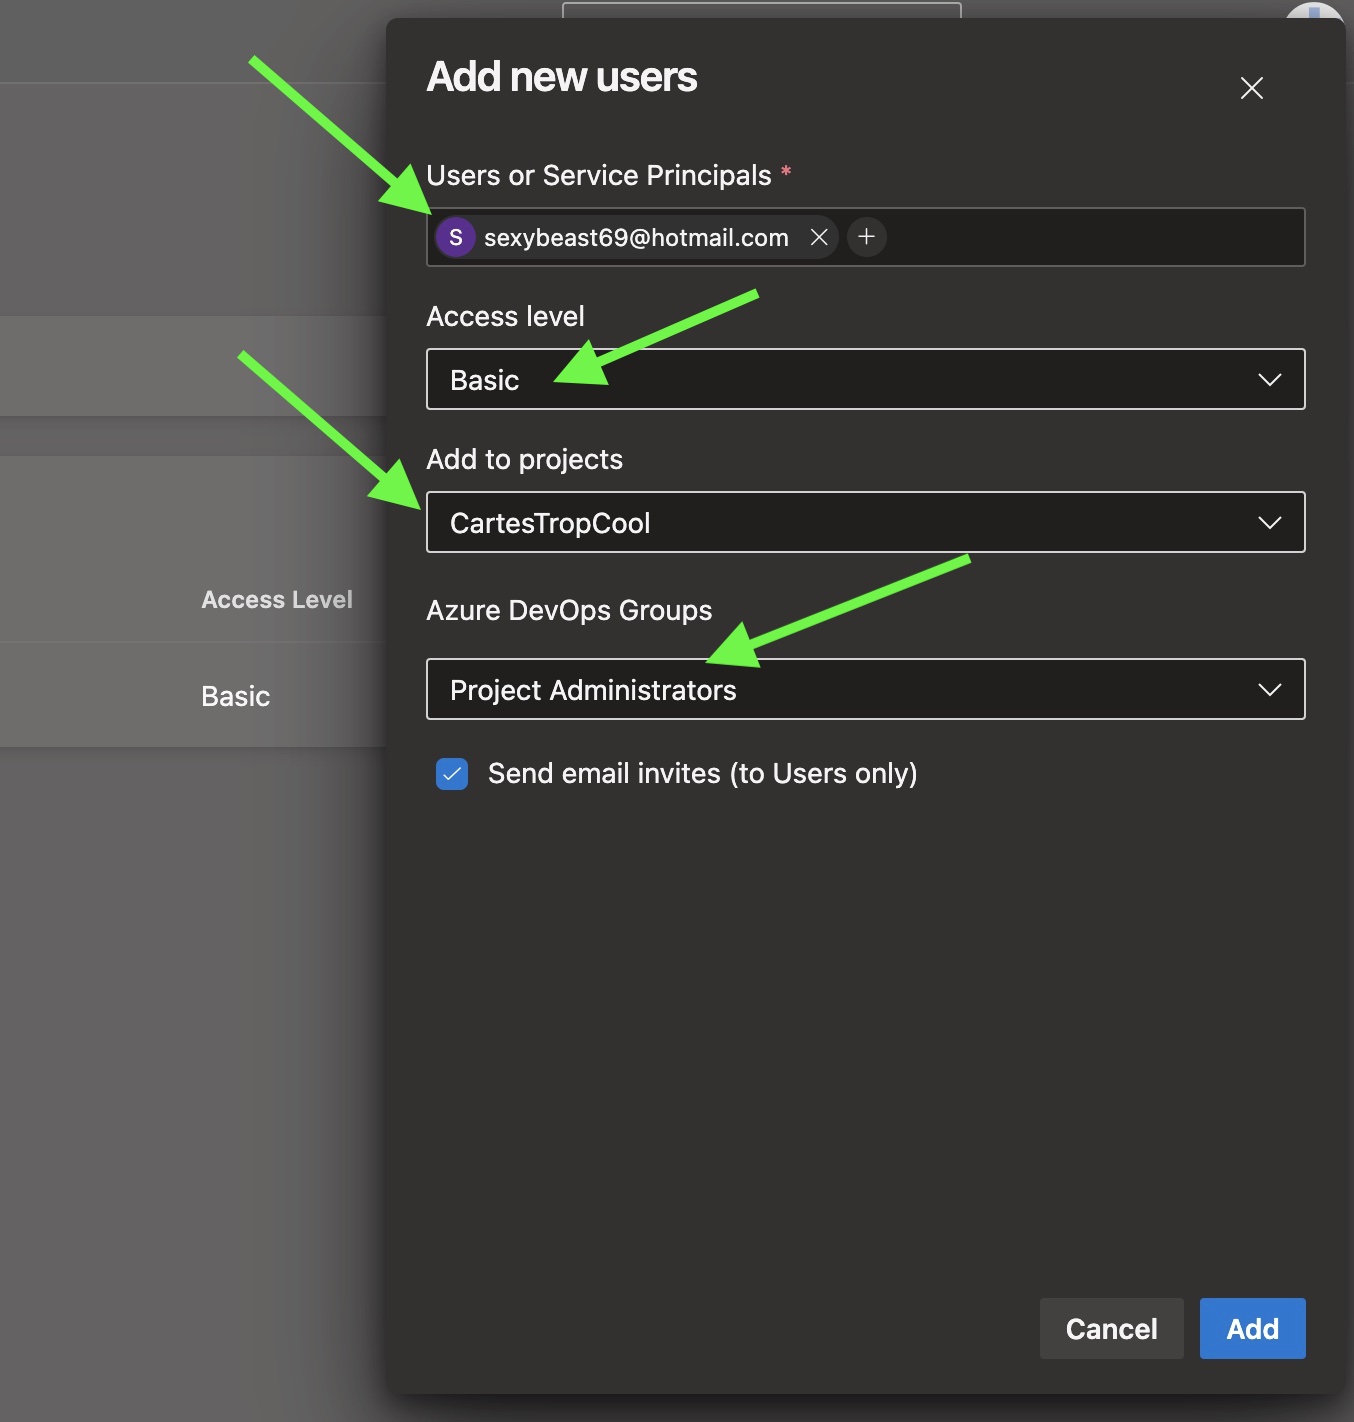 Add new users
Users or Service Principals *
S sexybeast69@hotmail.com
Access level
Basic
Add to projects
CartesTropCool
Access Level
Azure DevOps Groups
Basic
Project Administrators
Send email invites (to Users only)
Cancel Add